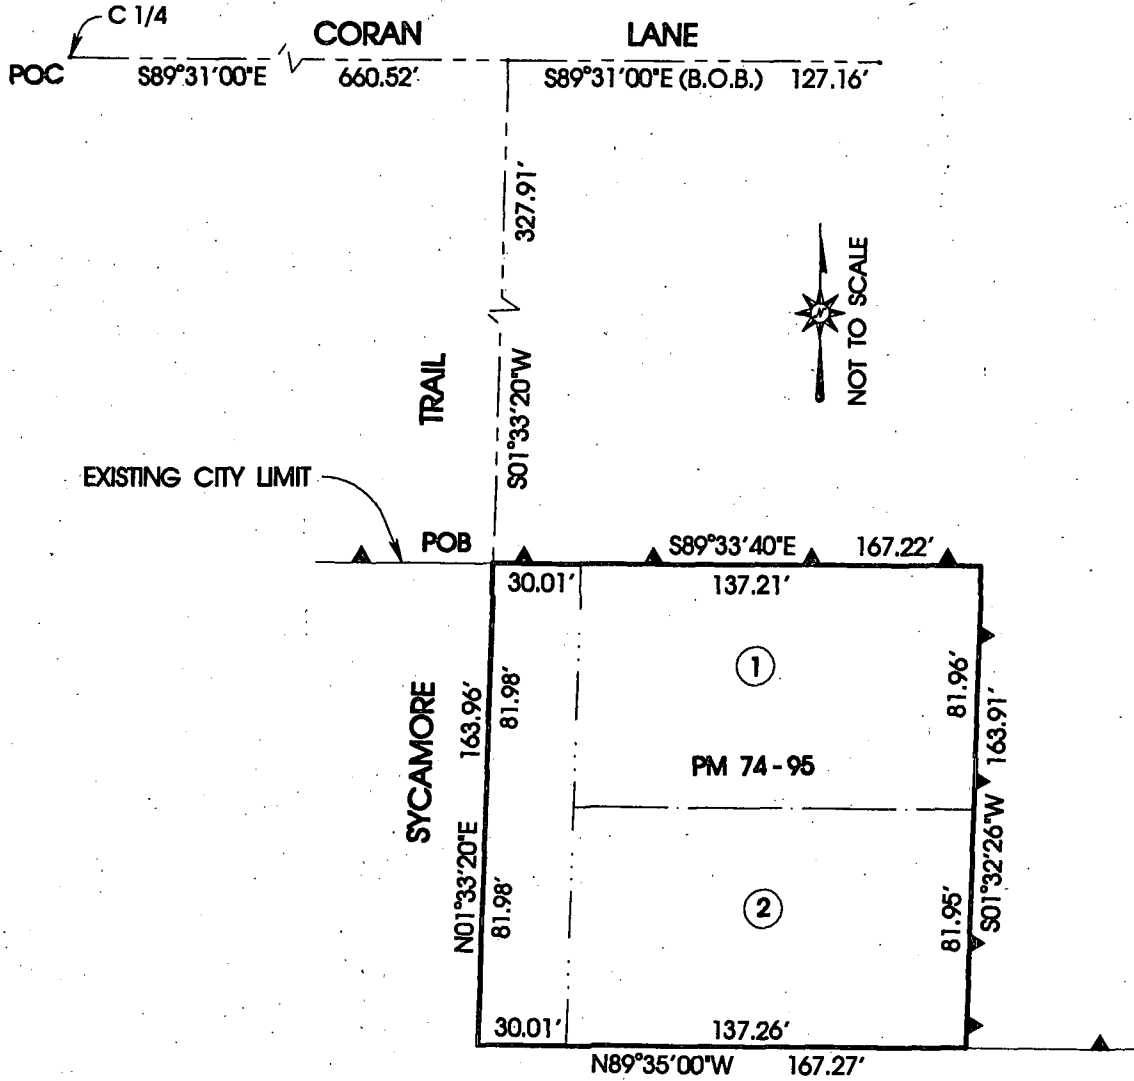 C 1/4
CORAN LANE
POC S89°31'00"E 660.52' S89°31'00"E (B.O.B.) 127.16'
327.91'
NOT TO SCALE
N
TRAIL
S01°33'20"W
EXISTING CITY LIMIT
POB S89°33'40"E 167.22'
30.01' 137.21'
1
SYCAMORE
163.96'
81.98'
81.96'
163.91'
PM 74-95
N01°33'20"E
81.98'
2
81.95'
S01°32'26"W
30.01' 137.26'
N89°35'00"W 167.27'